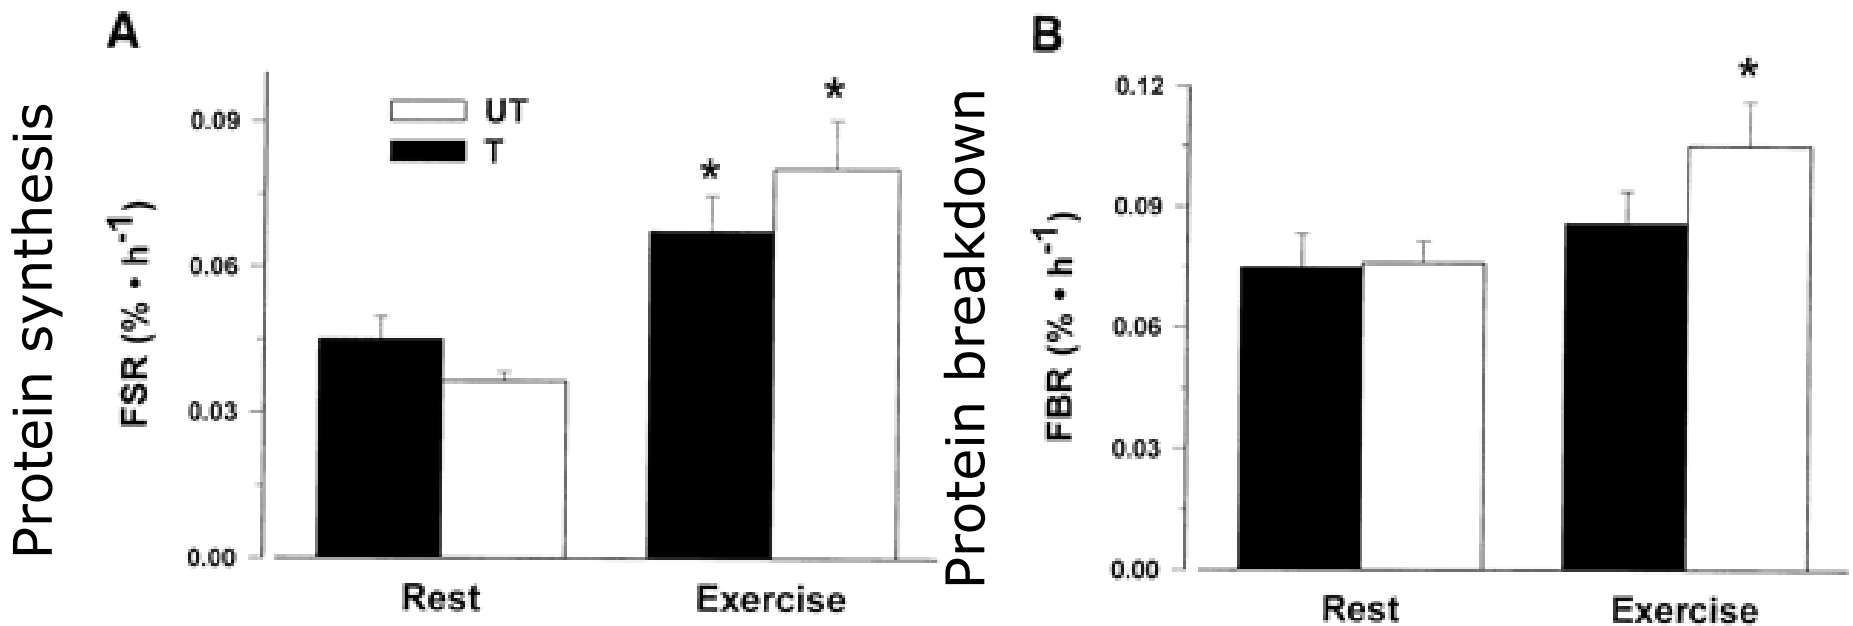 A
Protein synthesis
FSR (% • h-1)
0.09
0.06
0.03
0.00
UT
T
*
*
Rest
Exercise
B
Protein breakdown
FBR (% • h-1)
0.12
0.09
0.06
0.03
0.00
*
Rest
Exercise